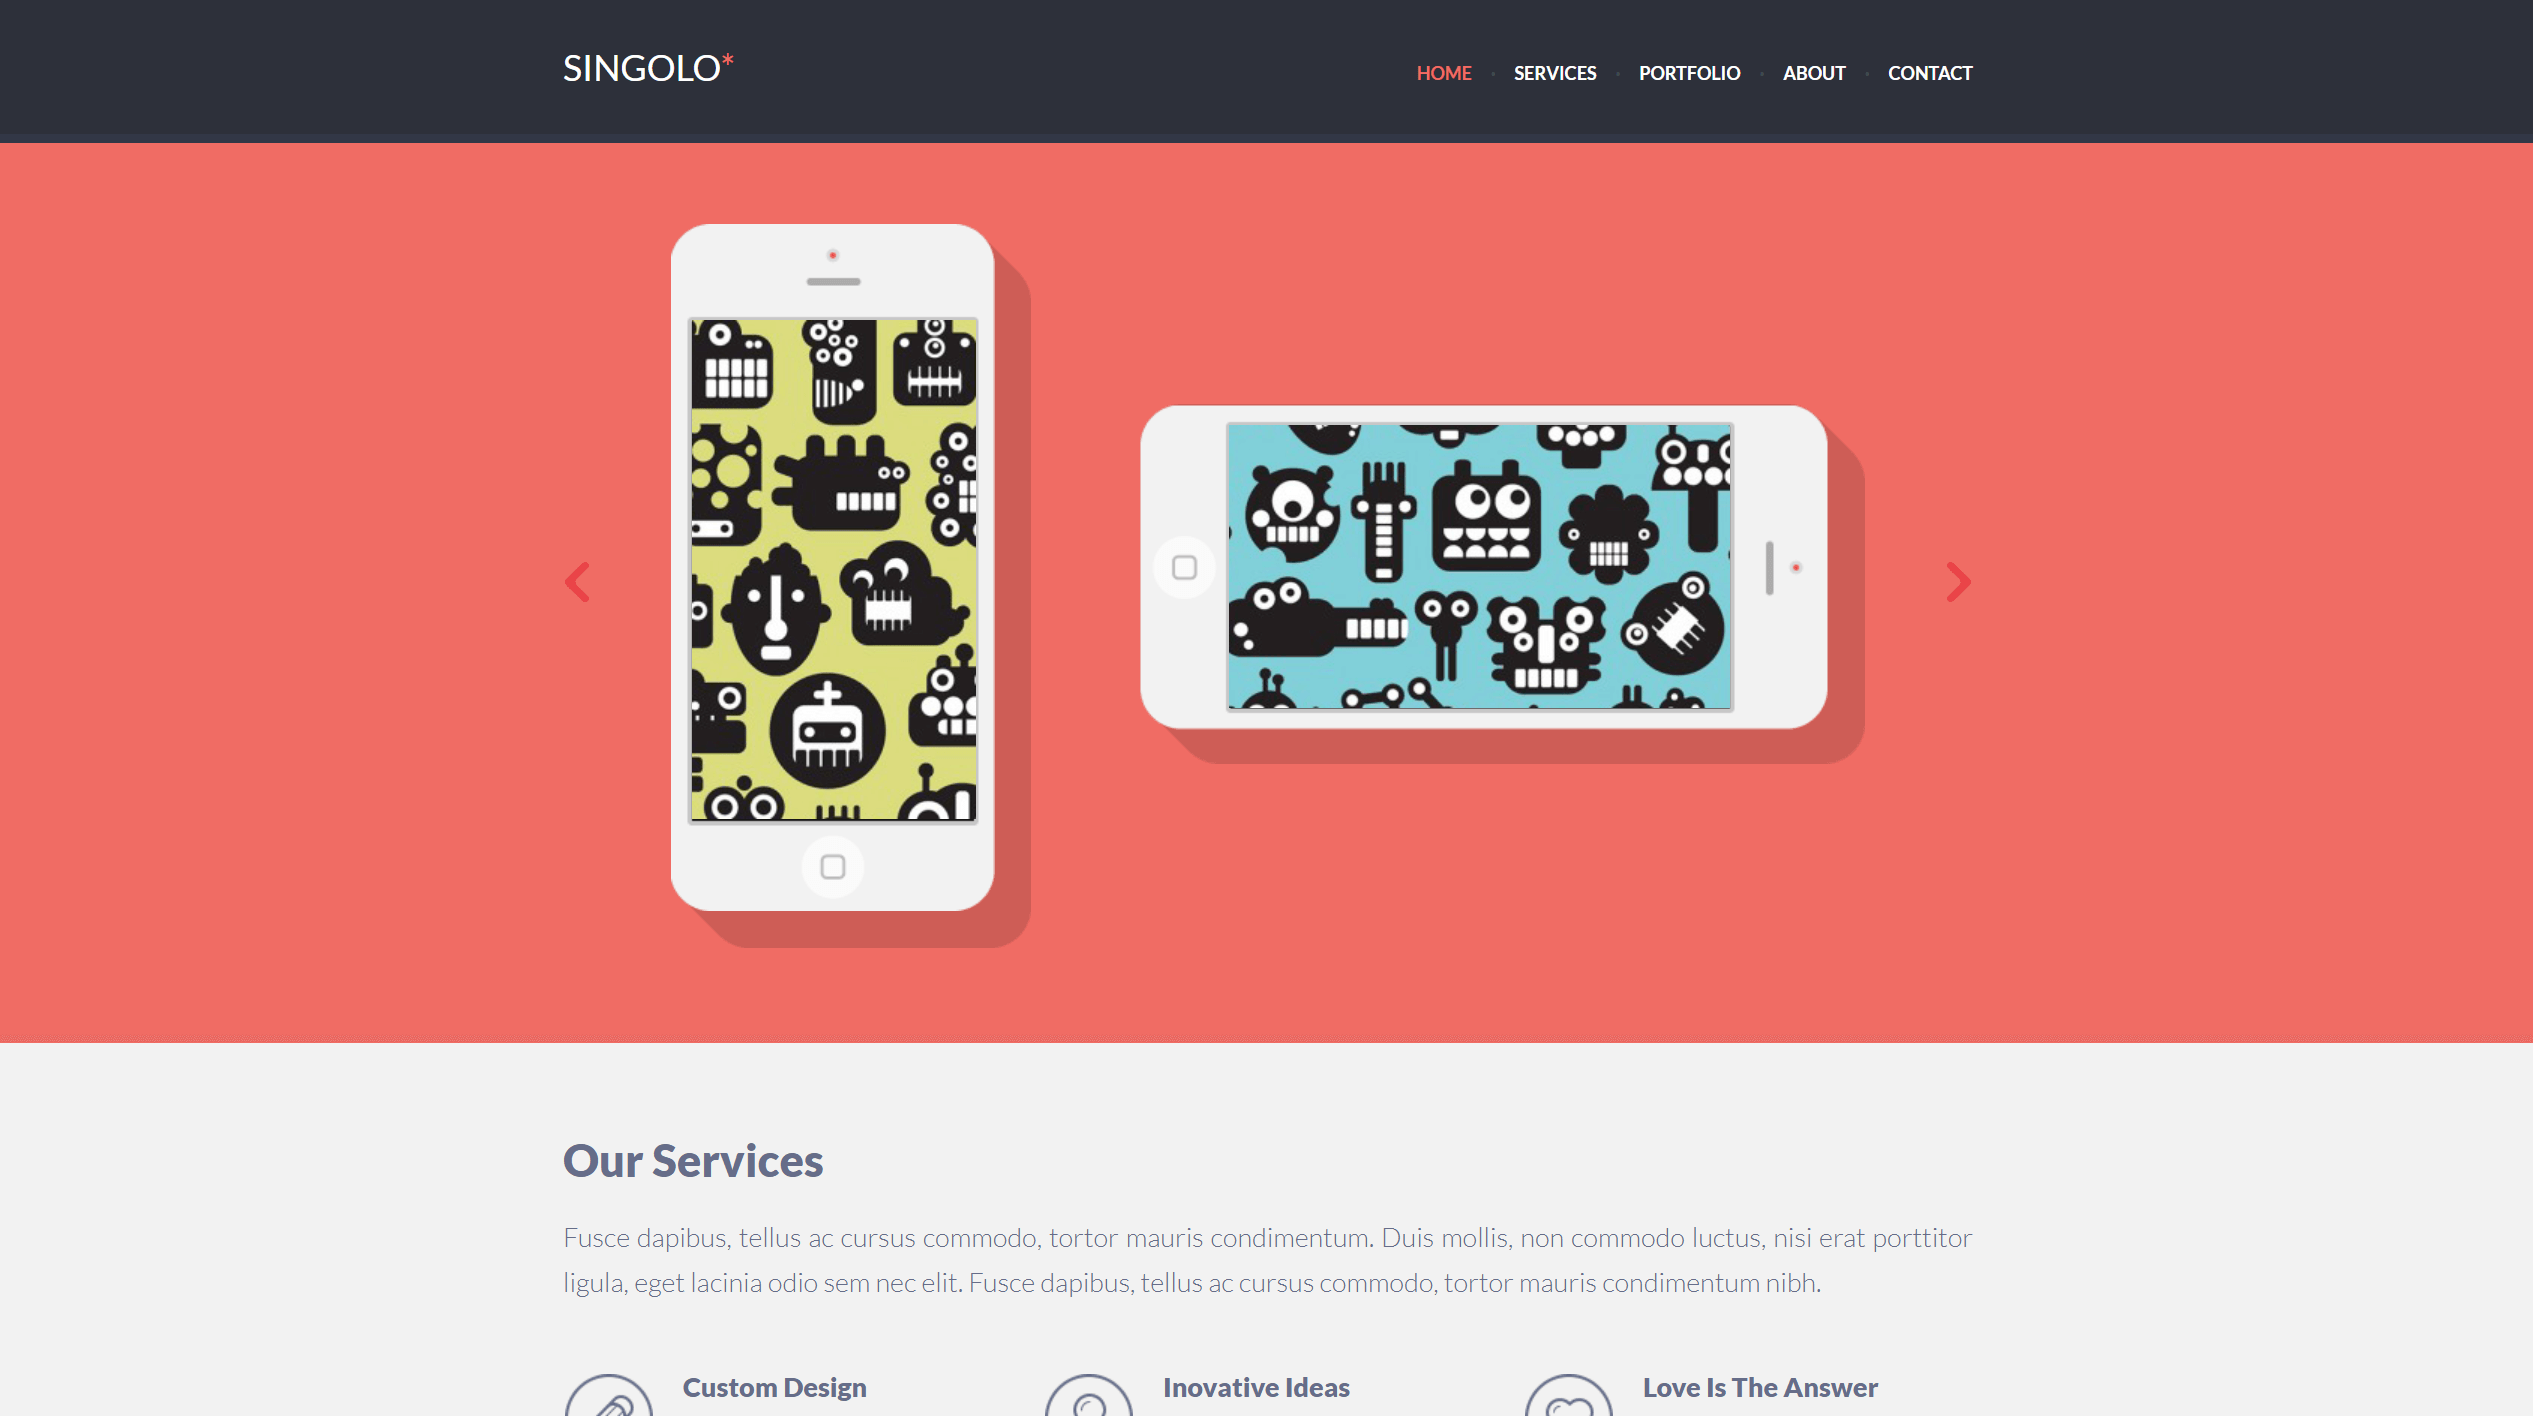 SINGOLO*
HOME · SERVICES · PORTFOLIO · ABOUT · CONTACT
Our Services
Fusce dapibus, tellus ac cursus commodo, tortor mauris condimentum. Duis mollis, non commodo luctus, nisi erat porttitor
ligula, eget lacinia odio sem nec elit. Fusce dapibus, tellus ac cursus commodo, tortor mauris condimentum nibh.
Custom Design
Inovative Ideas
Love Is The Answer